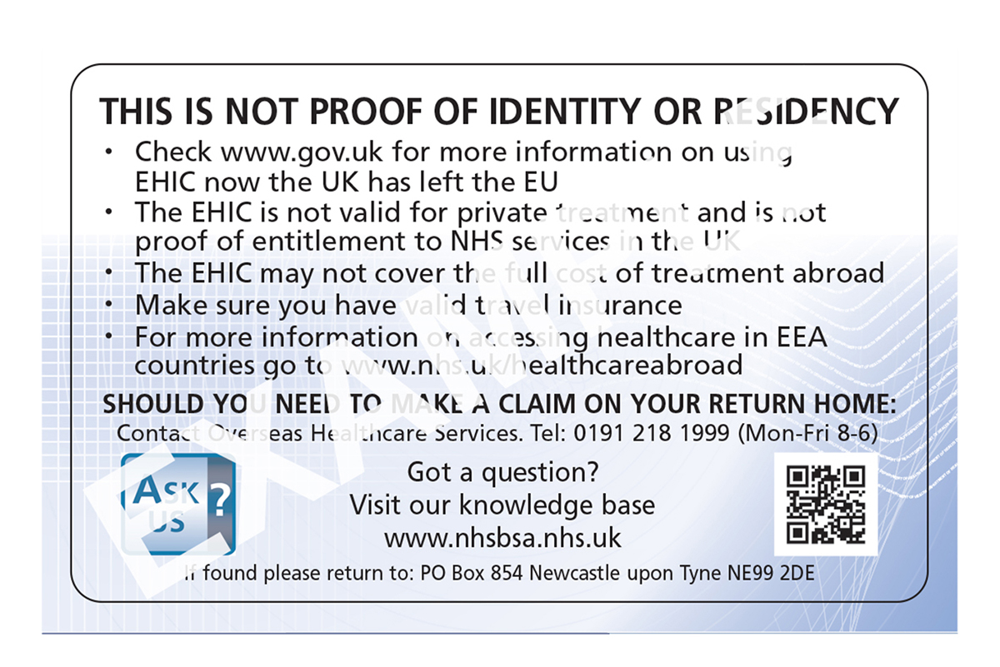 THIS IS NOT PROOF OF IDENTITY OR RESIDENCY
• Check www.gov.uk for more information on using
EHIC now the UK has left the EU
• The EHIC is not valid for private treatment and is not
proof of entitlement to NHS services in the UK
• The EHIC may not cover the full cost of treatment abroad
• Make sure you have valid travel insurance
• For more information on accessing healthcare in EEA
countries go to www.nhs.uk/healthcareabroad
SHOULD YOU NEED TO MAKE A CLAIM ON YOUR RETURN HOME:
Contact Overseas Healthcare Services. Tel: 0191 218 1999 (Mon-Fri 8-6)
ASK
US
?
Got a question?
Visit our knowledge base
www.nhsbsa.nhs.uk
If found please return to: PO Box 854 Newcastle upon Tyne NE99 2DE
EXAMPLE